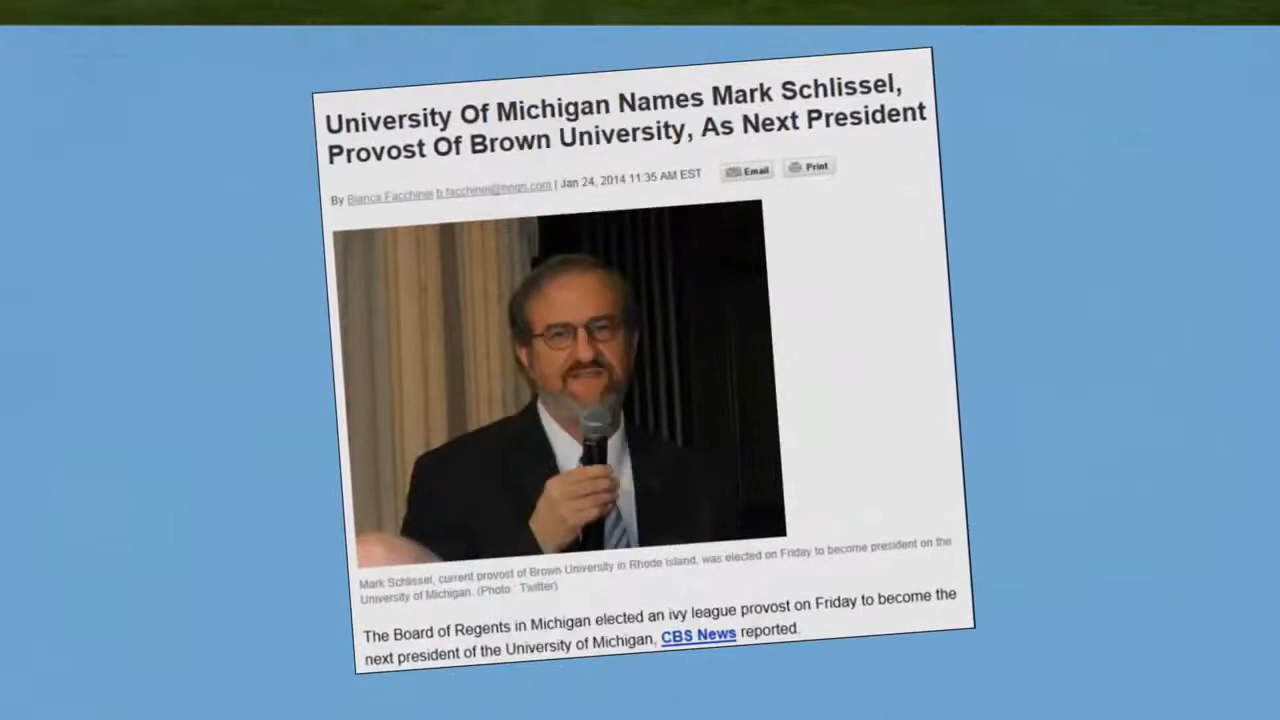 University Of Michigan Names Mark Schlissel,
Provost Of Brown University, As Next President
By Bianca Facchinei b.facchinei@hngn.com | Jan 24, 2014 11:35 AM EST Email Print
Mark Schlissel, current provost of Brown University in Rhode Island, was elected on Friday to become president on the
University of Michigan. (Photo : Twitter)
The Board of Regents in Michigan elected an ivy league provost on Friday to become the
next president of the University of Michigan, CBS News reported.